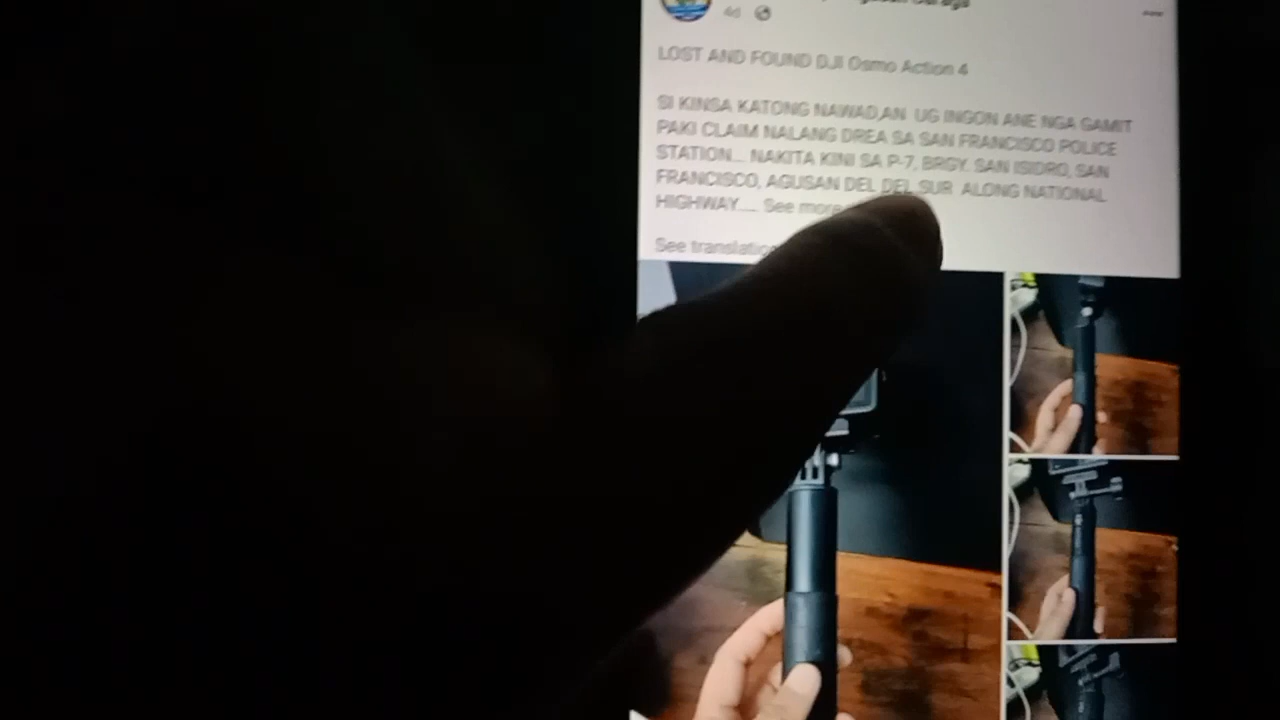 4d
LOST AND FOUND DJI Osmo Action 4
SI KINSA KATONG NAWAD,AN UG INGON ANE NGA GAMIT
PAKI CLAIM NALANG DREA SA SAN FRANCISCO POLICE
STATION... NAKITA KINI SA P-7, BRGY. SAN ISIDRO, SAN
FRANCISCO, AGUSAN DEL DEL SUR ALONG NATIONAL
HIGHWAY.... See more
See translation